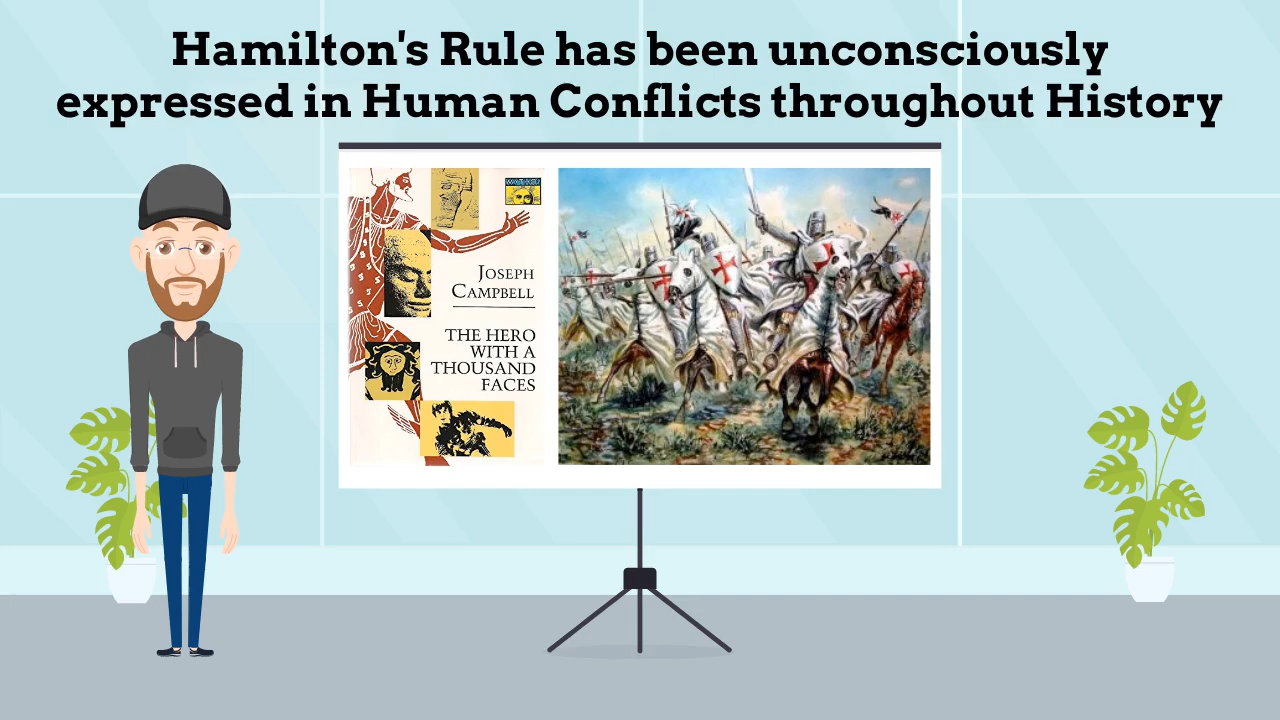 Hamilton's Rule has been unconsciously
expressed in Human Conflicts throughout History
JOSEPH
CAMPBELL
THE HERO
WITH A
THOUSAND
FACES